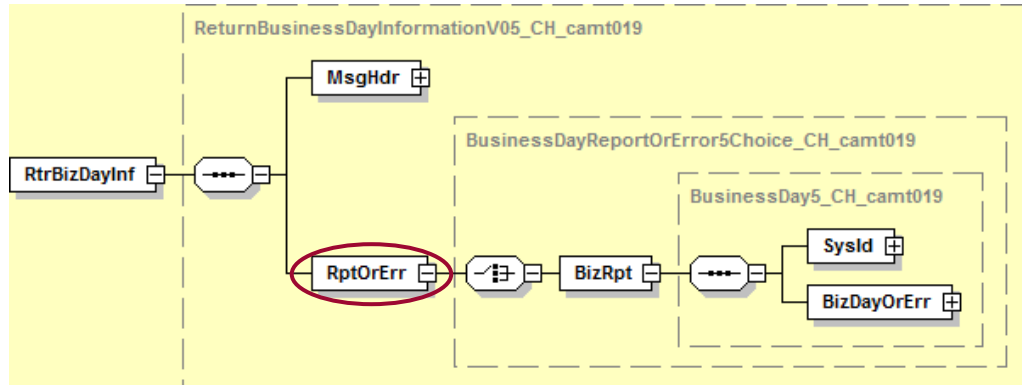 ReturnBusinessDayInformationV05_CH_camt019
MsgHdr
BusinessDayReportOrError5Choice_CH_camt019
RtrBizDayInf
BusinessDay5_CH_camt019
SysId
RptOrErr
BizRpt
BizDayOrErr